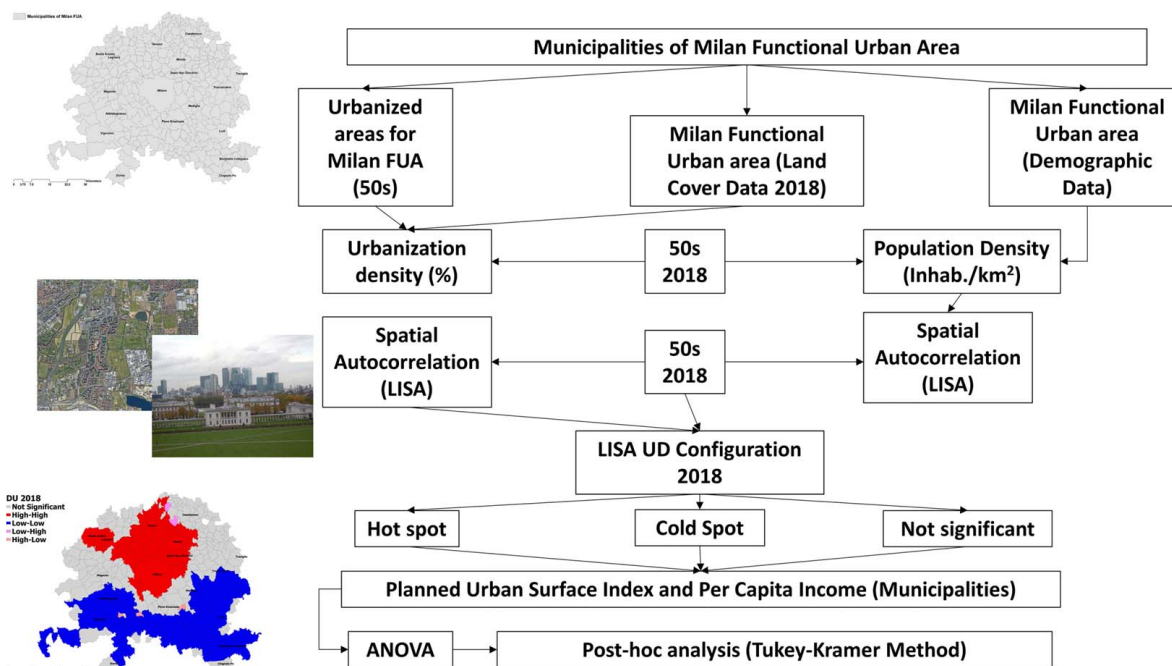 Municipalities of Milan FUA
Municipalities of Milan Functional Urban Area
Urbanized
areas for
Milan FUA
(50s)
Milan Functional
Urban area (Land
Cover Data 2018)
Milan Functional
Urban area
(Demographic
Data)
Urbanization
density (%)
50s
2018
Population Density
(Inhab./km²)
Spatial
Autocorrelation
(LISA)
50s
2018
Spatial
Autocorrelation
(LISA)
LISA UD Configuration
2018
DU 2018
Not Significant
High-High
Low-Low
Low-High
High-Low
Hot spot
Cold Spot
Not significant
Planned Urban Surface Index and Per Capita Income (Municipalities)
ANOVA
Post-hoc analysis (Tukey-Kramer Method)